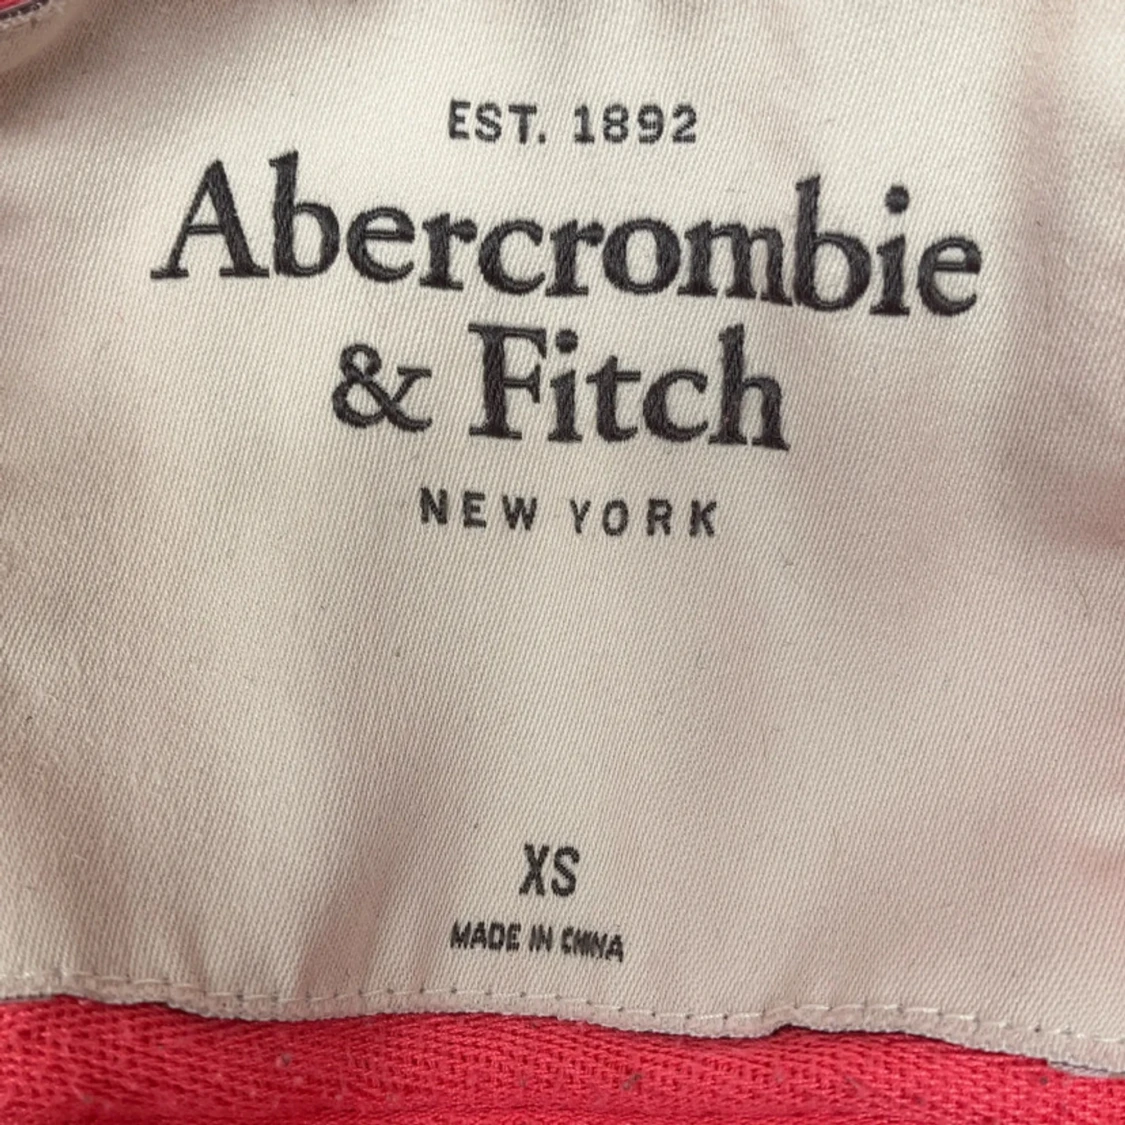 EST. 1892
Abercrombie
& Fitch
NEW YORK
XS
MADE IN CHINA